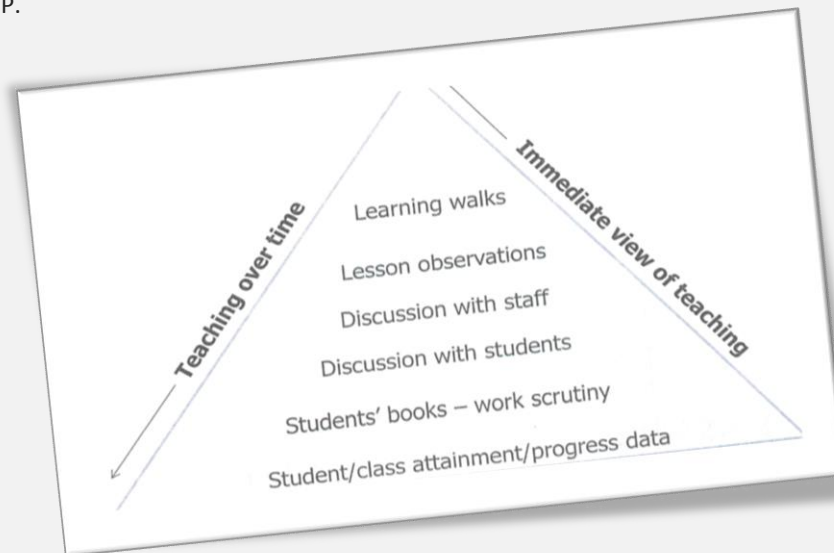 P.
Teaching over time
Immediate view of teaching
Learning walks
Lesson observations
Discussion with staff
Discussion with students
Students' books – work scrutiny
Student/class attainment/progress data